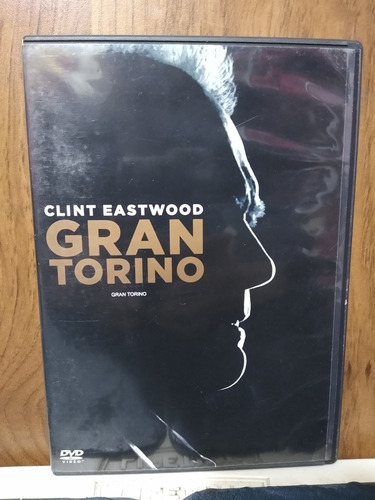 CLINT EASTWOOD
GRAN
TORINO
GRAN TORINO
DVD
VIDEO